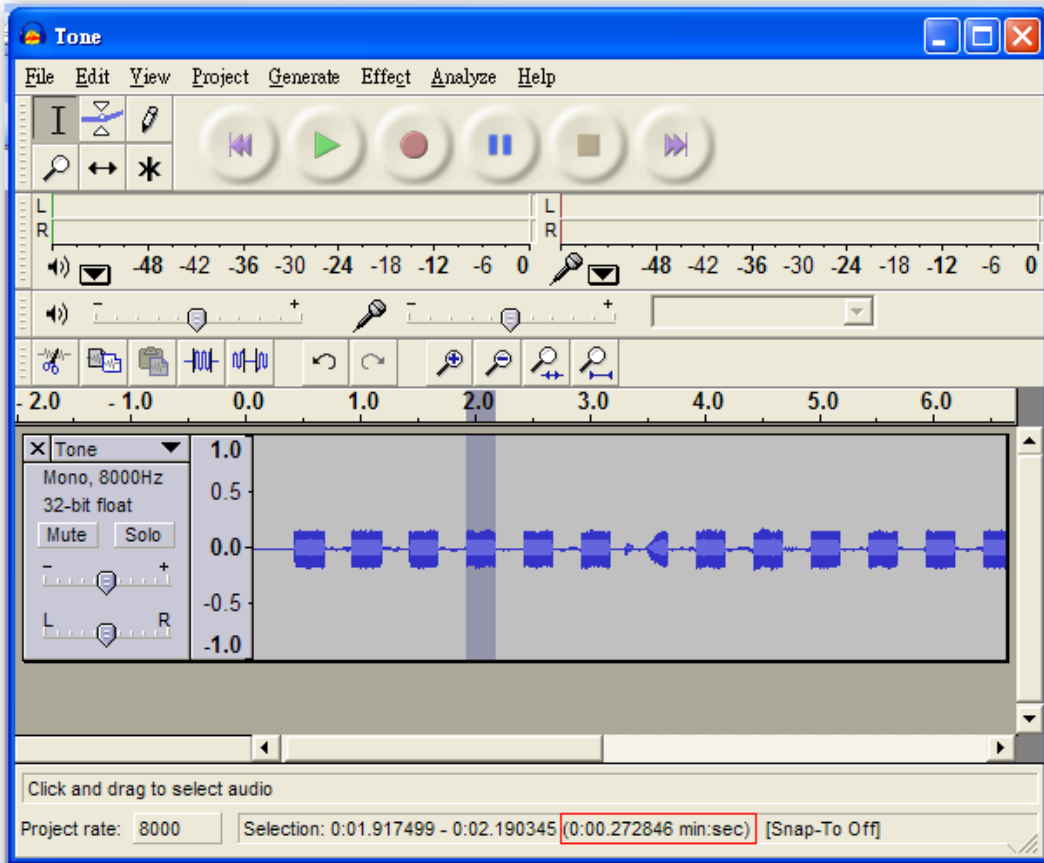 Tone
File Edit View Project Generate Effect Analyze Help
L
R
-48 -42 -36 -30 -24 -18 -12 -6 0
L
R
-48 -42 -36 -30 -24 -18 -12 -6 0
- +
- +
- 2.0 - 1.0 0.0 1.0 2.0 3.0 4.0 5.0 6.0
X Tone
Mono, 8000Hz
32-bit float
Mute Solo
- +
L R
1.0
0.5
0.0
-0.5
-1.0
Click and drag to select audio
Project rate: 8000 Selection: 0:01.917499 - 0:02.190345 (0:00.272846 min:sec) [Snap-To Off]